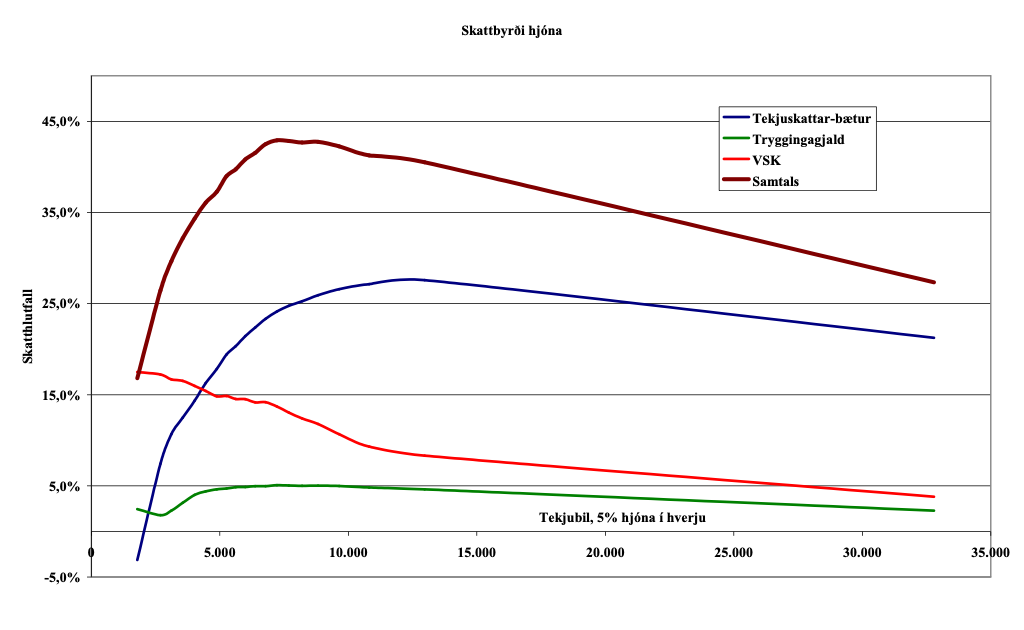 Skattbyrði hjóna
45,0%
35,0%
25,0%
15,0%
5,0%
-5,0%
Skattblutfall
Tekjuskattar-bætur
Tryggingagjald
VSK
Samtals
Tekjubil, 5% hjóna í hverju
0 5.000 10.000 15.000 20.000 25.000 30.000 35.000